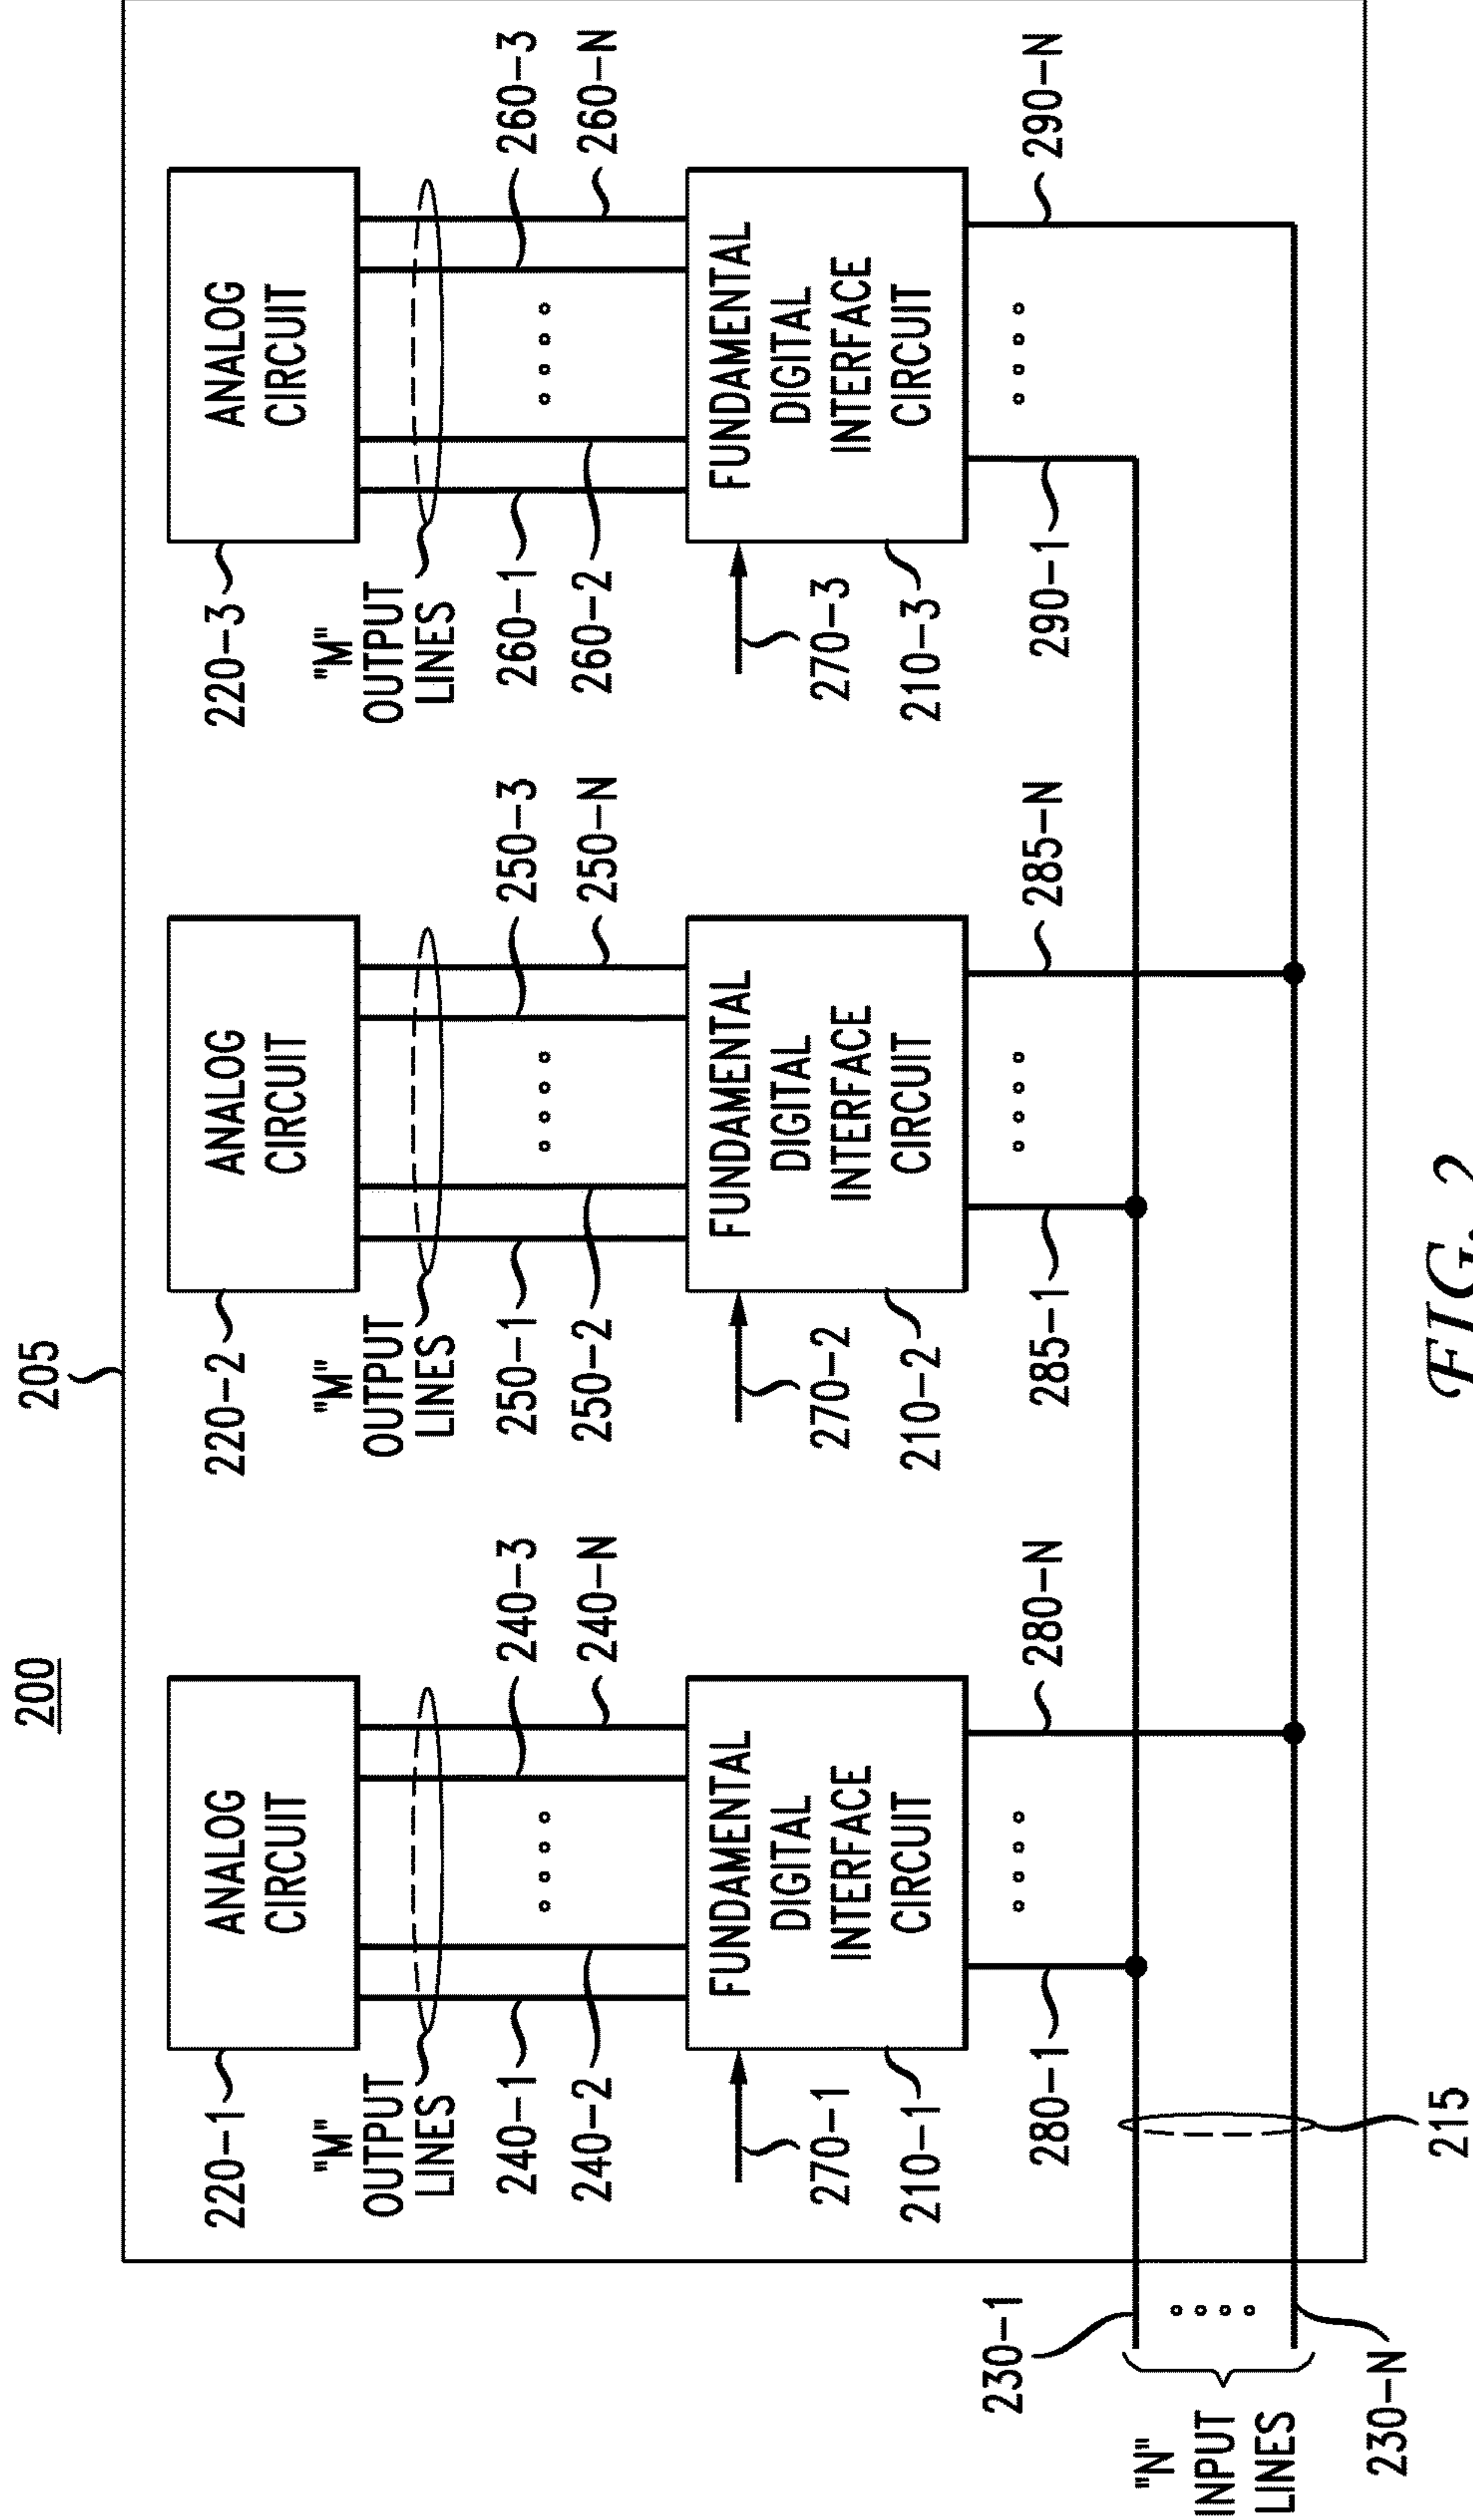 200
205
ANALOG
CIRCUIT
220-1
"M"
OUTPUT
LINES
240-1
240-2
240-3
240-N
FUNDAMENTAL
DIGITAL
INTERFACE
CIRCUIT
270-1
210-1
280-1
280-N
ANALOG
CIRCUIT
220-2
"M"
OUTPUT
LINES
250-1
250-2
250-3
250-N
FUNDAMENTAL
DIGITAL
INTERFACE
CIRCUIT
270-2
210-2
285-1
285-N
ANALOG
CIRCUIT
220-3
"M"
OUTPUT
LINES
260-1
260-2
260-3
260-N
FUNDAMENTAL
DIGITAL
INTERFACE
CIRCUIT
270-3
210-3
290-1
290-N
230-1
"N"
INPUT
LINES
230-N
215
FIG. 2